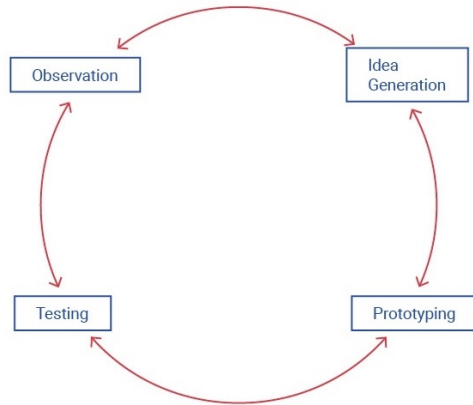 Observation
Idea
Generation
Testing
Prototyping